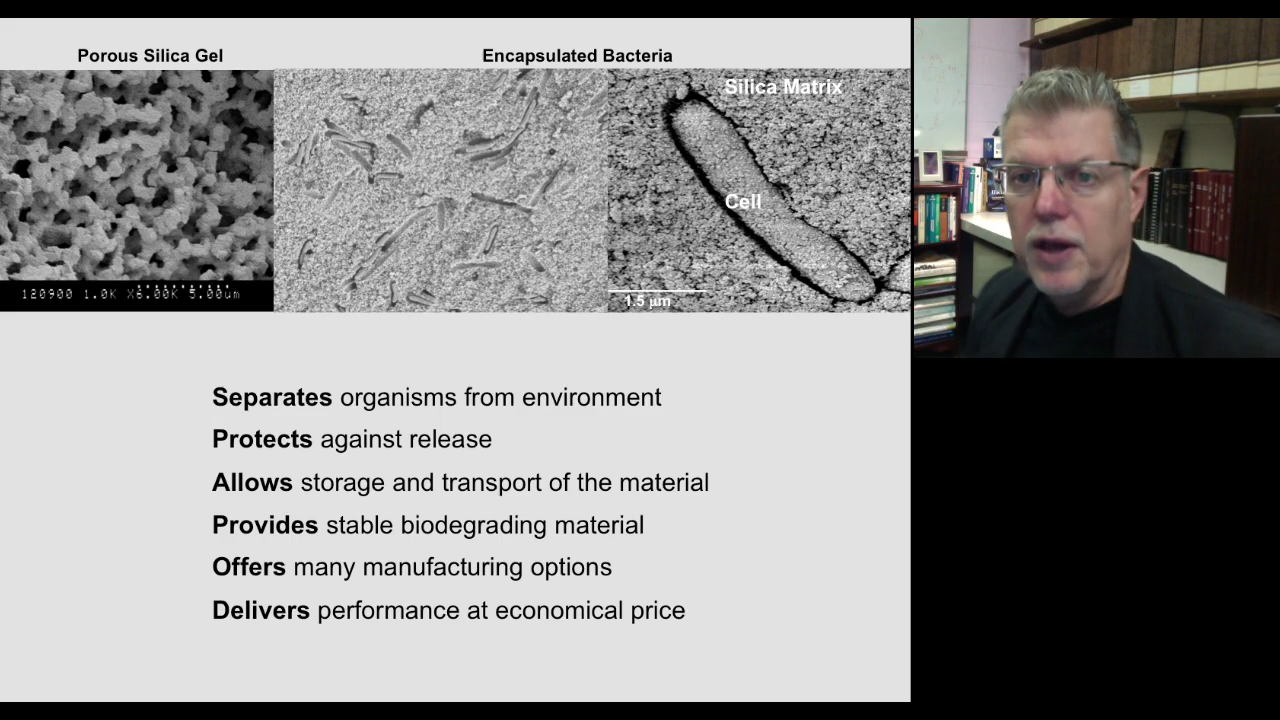 Porous Silica Gel
Encapsulated Bacteria
120900 1.0K X6.00K 5.00µm
Silica Matrix
Cell
1.5 µm
Separates organisms from environment
Protects against release
Allows storage and transport of the material
Provides stable biodegrading material
Offers many manufacturing options
Delivers performance at economical price